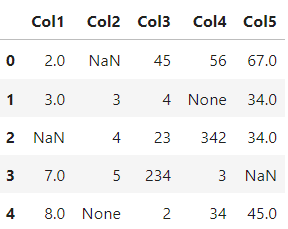 Col1 Col2 Col3 Col4 Col5
0 2.0 NaN 45 56 67.0
1 3.0 3 4 None 34.0
2 NaN 4 23 342 34.0
3 7.0 5 234 3 NaN
4 8.0 None 2 34 45.0